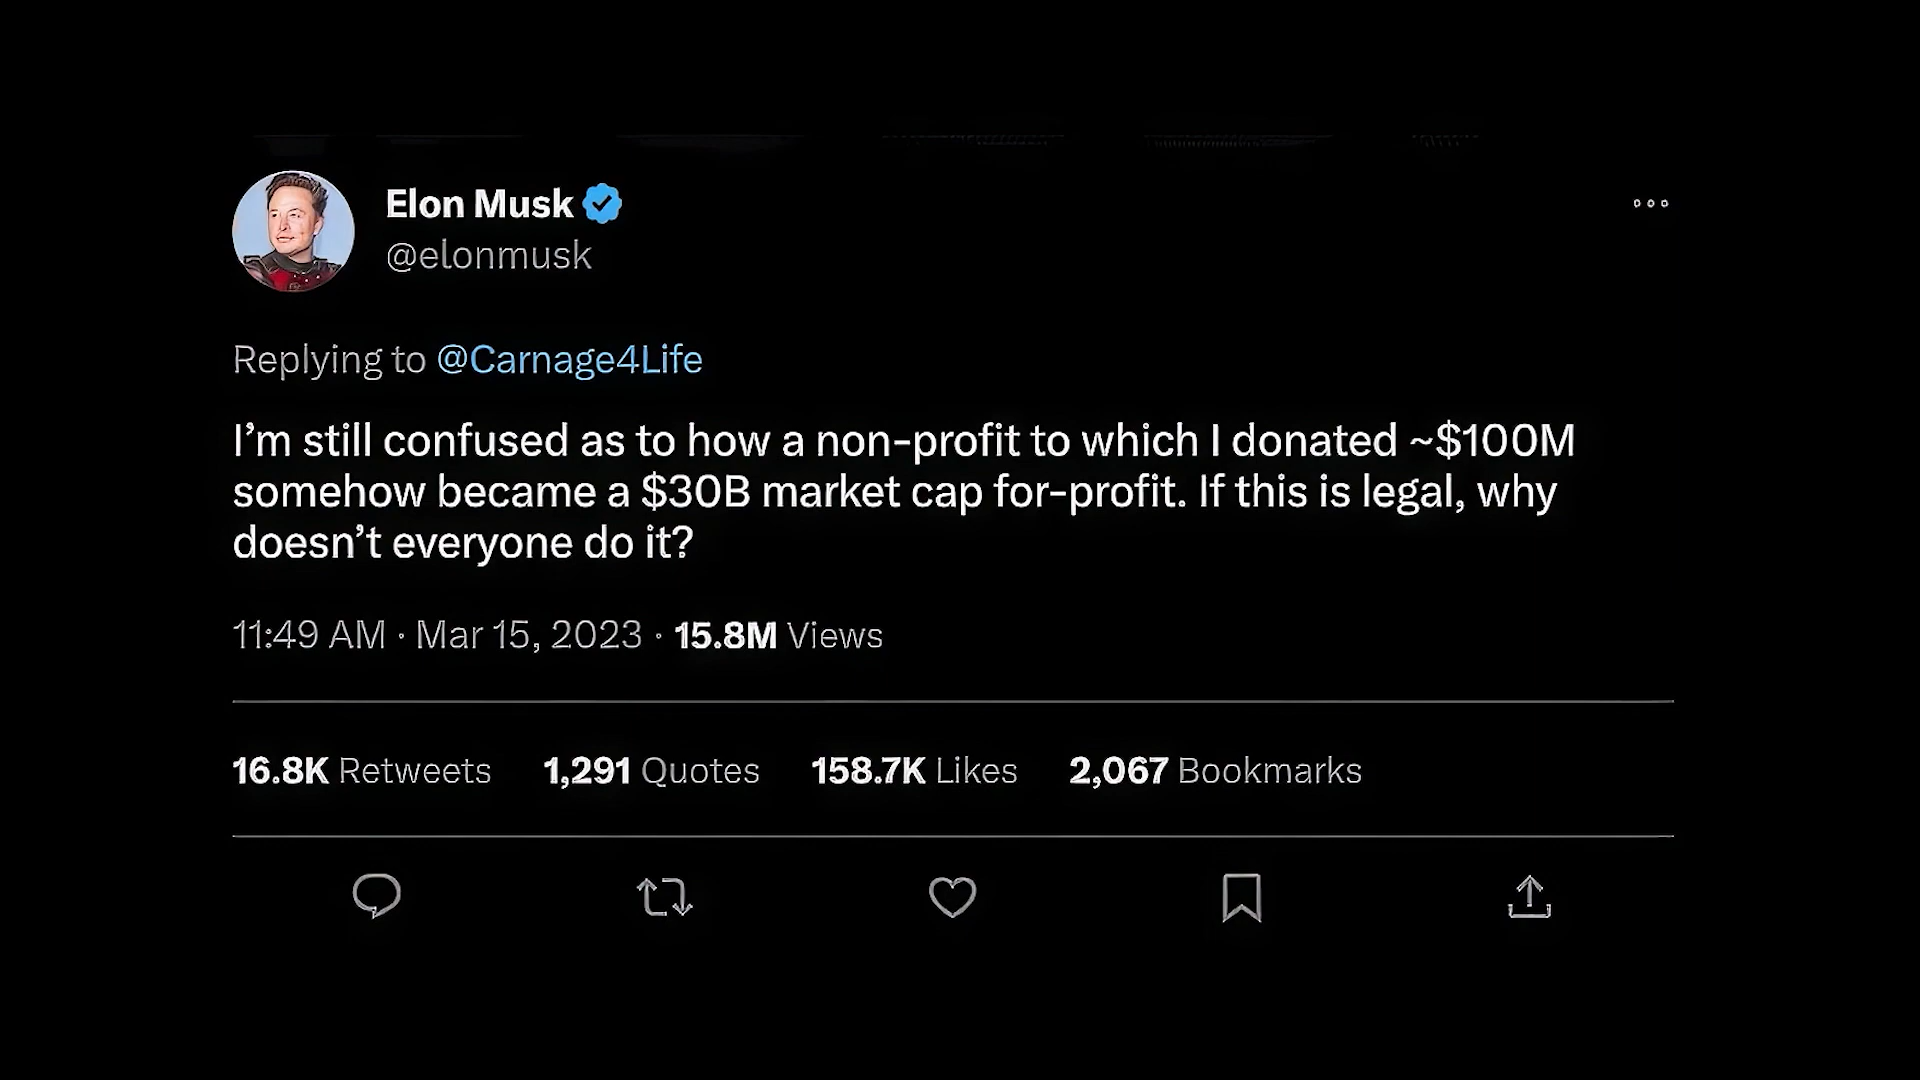 Elon Musk
@elonmusk
Replying to @Carnage4Life
I’m still confused as to how a non-profit to which I donated ~$100M
somehow became a $30B market cap for-profit. If this is legal, why
doesn’t everyone do it?
11:49 AM · Mar 15, 2023 · 15.8M Views
16.8K Retweets 1,291 Quotes 158.7K Likes 2,067 Bookmarks